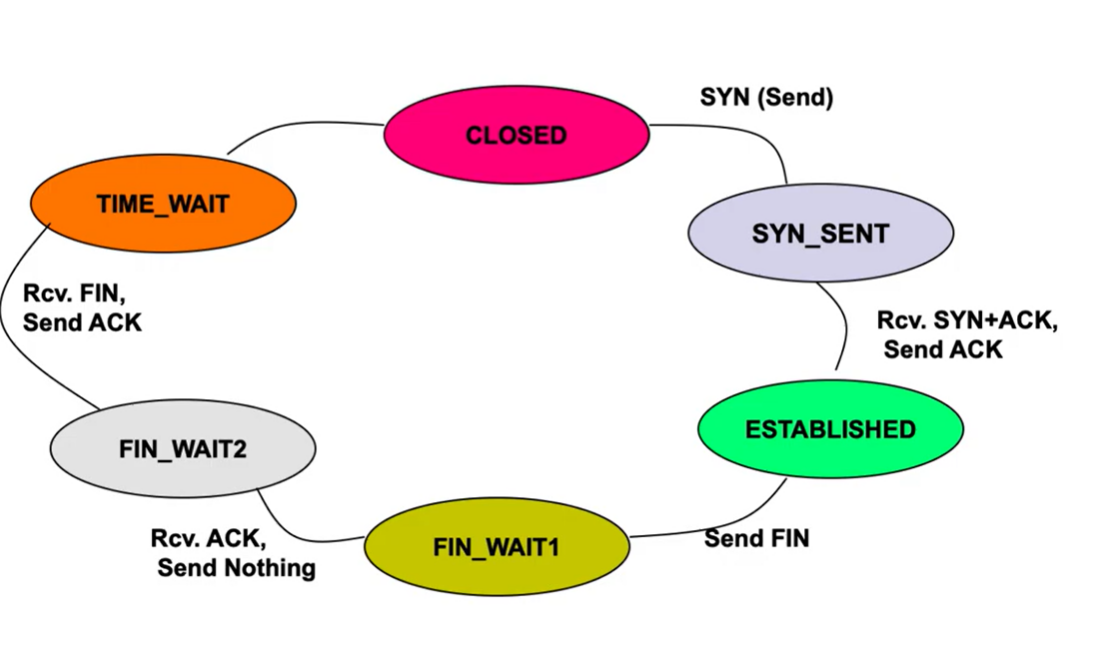 CLOSED
SYN (Send)
TIME_WAIT
SYN_SENT
Rcv. FIN,
Send ACK
Rcv. SYN+ACK,
Send ACK
ESTABLISHED
FIN_WAIT2
Rcv. ACK,
Send Nothing
FIN_WAIT1
Send FIN